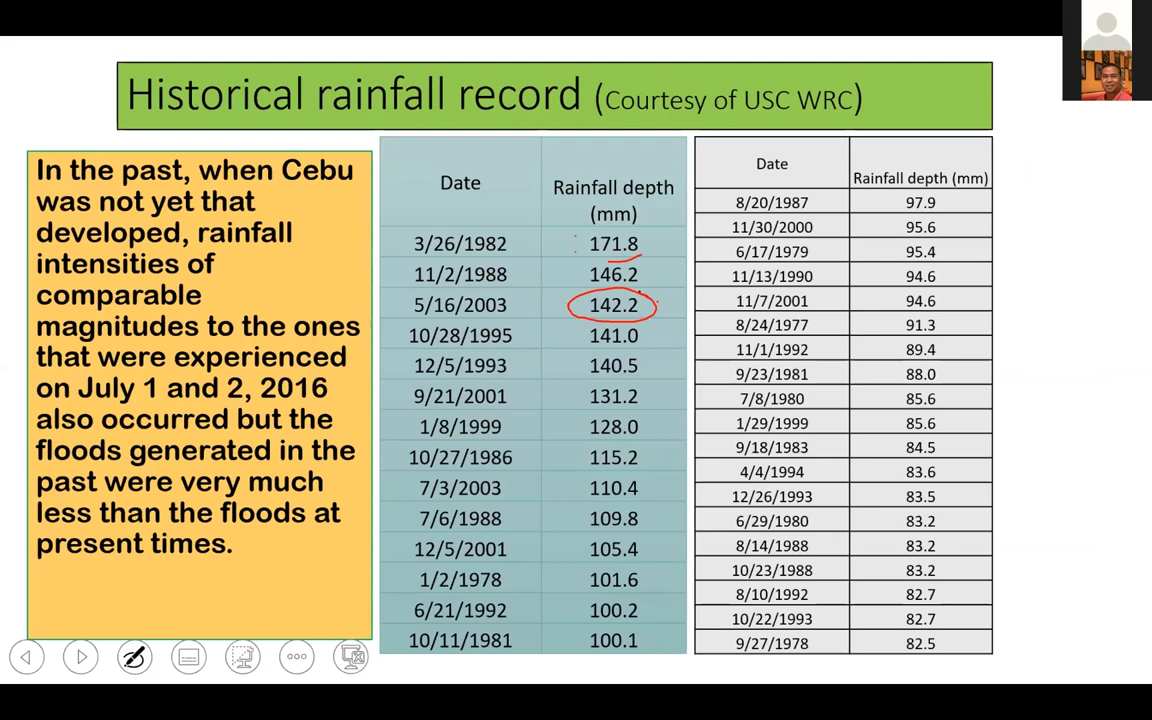 Historical rainfall record (Courtesy of USC WRC)
In the past, when Cebu
was not yet that
developed, rainfall
intensities of
comparable
magnitudes to the ones
that were experienced
on July 1 and 2, 2016
also occurred but the
floods generated in the
past were very much
less than the floods at
present times.
Date Rainfall depth
(mm)
3/26/1982 171.8
11/2/1988 146.2
5/16/2003 142.2
10/28/1995 141.0
12/5/1993 140.5
9/21/2001 131.2
1/8/1999 128.0
10/27/1986 115.2
7/3/2003 110.4
7/6/1988 109.8
12/5/2001 105.4
1/2/1978 101.6
6/21/1992 100.2
10/11/1981 100.1
Date Rainfall depth (mm)
8/20/1987 97.9
11/30/2000 95.6
6/17/1979 95.4
11/13/1990 94.6
11/7/2001 94.6
8/24/1977 91.3
11/1/1992 89.4
9/23/1981 88.0
7/8/1980 85.6
1/29/1999 85.6
9/18/1983 84.5
4/4/1994 83.6
12/26/1993 83.5
6/29/1980 83.2
8/14/1988 83.2
10/23/1988 83.2
8/10/1992 82.7
10/22/1993 82.7
9/27/1978 82.5